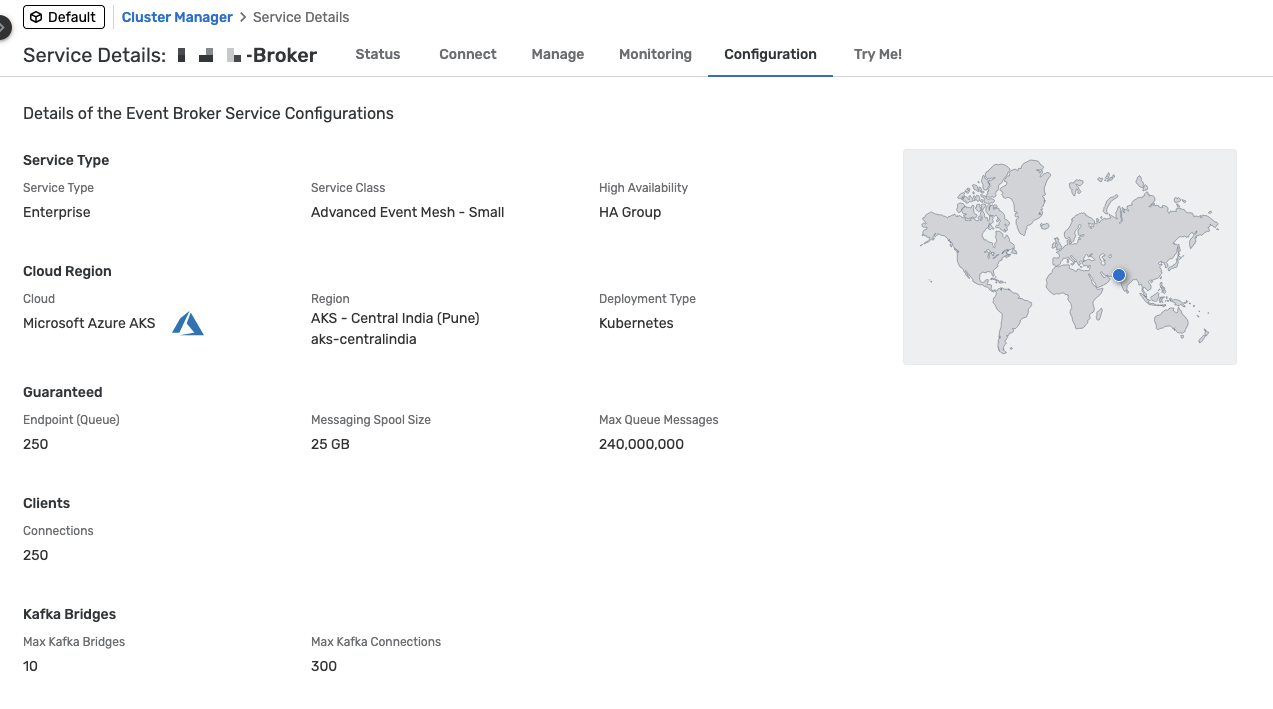 Default Cluster Manager > Service Details
Service Details: -Broker Status Connect Manage Monitoring Configuration Try Me!
Details of the Event Broker Service Configurations
Service Type
Service Type Service Class High Availability
Enterprise Advanced Event Mesh - Small HA Group
Cloud Region
Cloud Region Deployment Type
Microsoft Azure AKS AKS - Central India (Pune) Kubernetes
aks-centralindia
Guaranteed
Endpoint (Queue) Messaging Spool Size Max Queue Messages
250 25 GB 240,000,000
Clients
Connections
250
Kafka Bridges
Max Kafka Bridges Max Kafka Connections
10 300